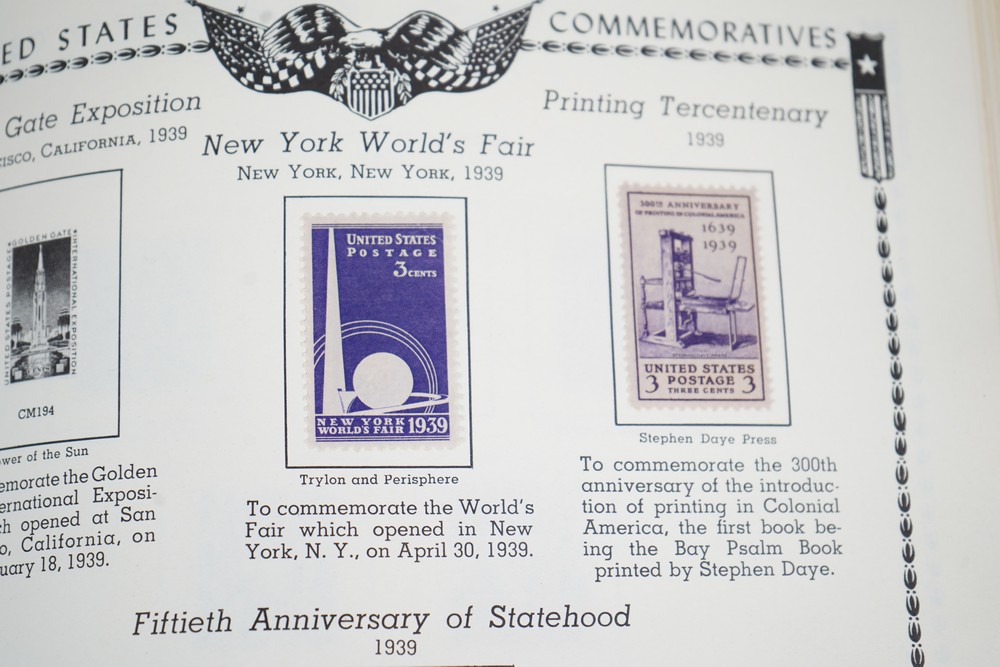 ED STATES
COMMEMORATIVES
Gate Exposition
CISCO, CALIFORNIA, 1939
GOLDEN GATE
INTERNATIONAL EXPOSITION
UNITED STATES POSTAGE
CM194
wer of the Sun
emorate the Golden
ernational Exposi-
ch opened at San
o, California, on
uary 18, 1939.
New York World's Fair
NEW YORK, NEW YORK, 1939
UNITED STATES
POSTAGE
3 CENTS
NEW YORK
WORLD'S FAIR 1939
Trylon and Perisphere
To commemorate the World's
Fair which opened in New
York, N. Y., on April 30, 1939.
Printing Tercentenary
1939
300TH ANNIVERSARY
OF PRINTING IN COLONIAL AMERICA
1639
1939
UNITED STATES
3 POSTAGE 3
THREE CENTS
Stephen Daye Press
To commemorate the 300th
anniversary of the introduc-
tion of printing in Colonial
America, the first book be-
ing the Bay Psalm Book
printed by Stephen Daye.
Fiftieth Anniversary of Statehood
1939